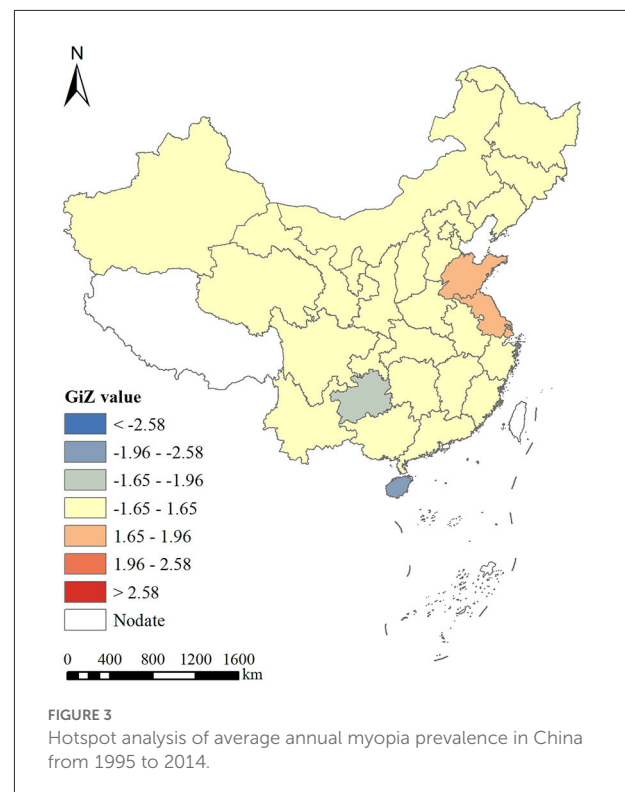 N
GiZ value
< -2.58
-1.96 - -2.58
-1.65 - -1.96
-1.65 - 1.65
1.65 - 1.96
1.96 - 2.58
> 2.58
Nodate
0 400 800 1200 1600
km
FIGURE 3
Hotspot analysis of average annual myopia prevalence in China
from 1995 to 2014.